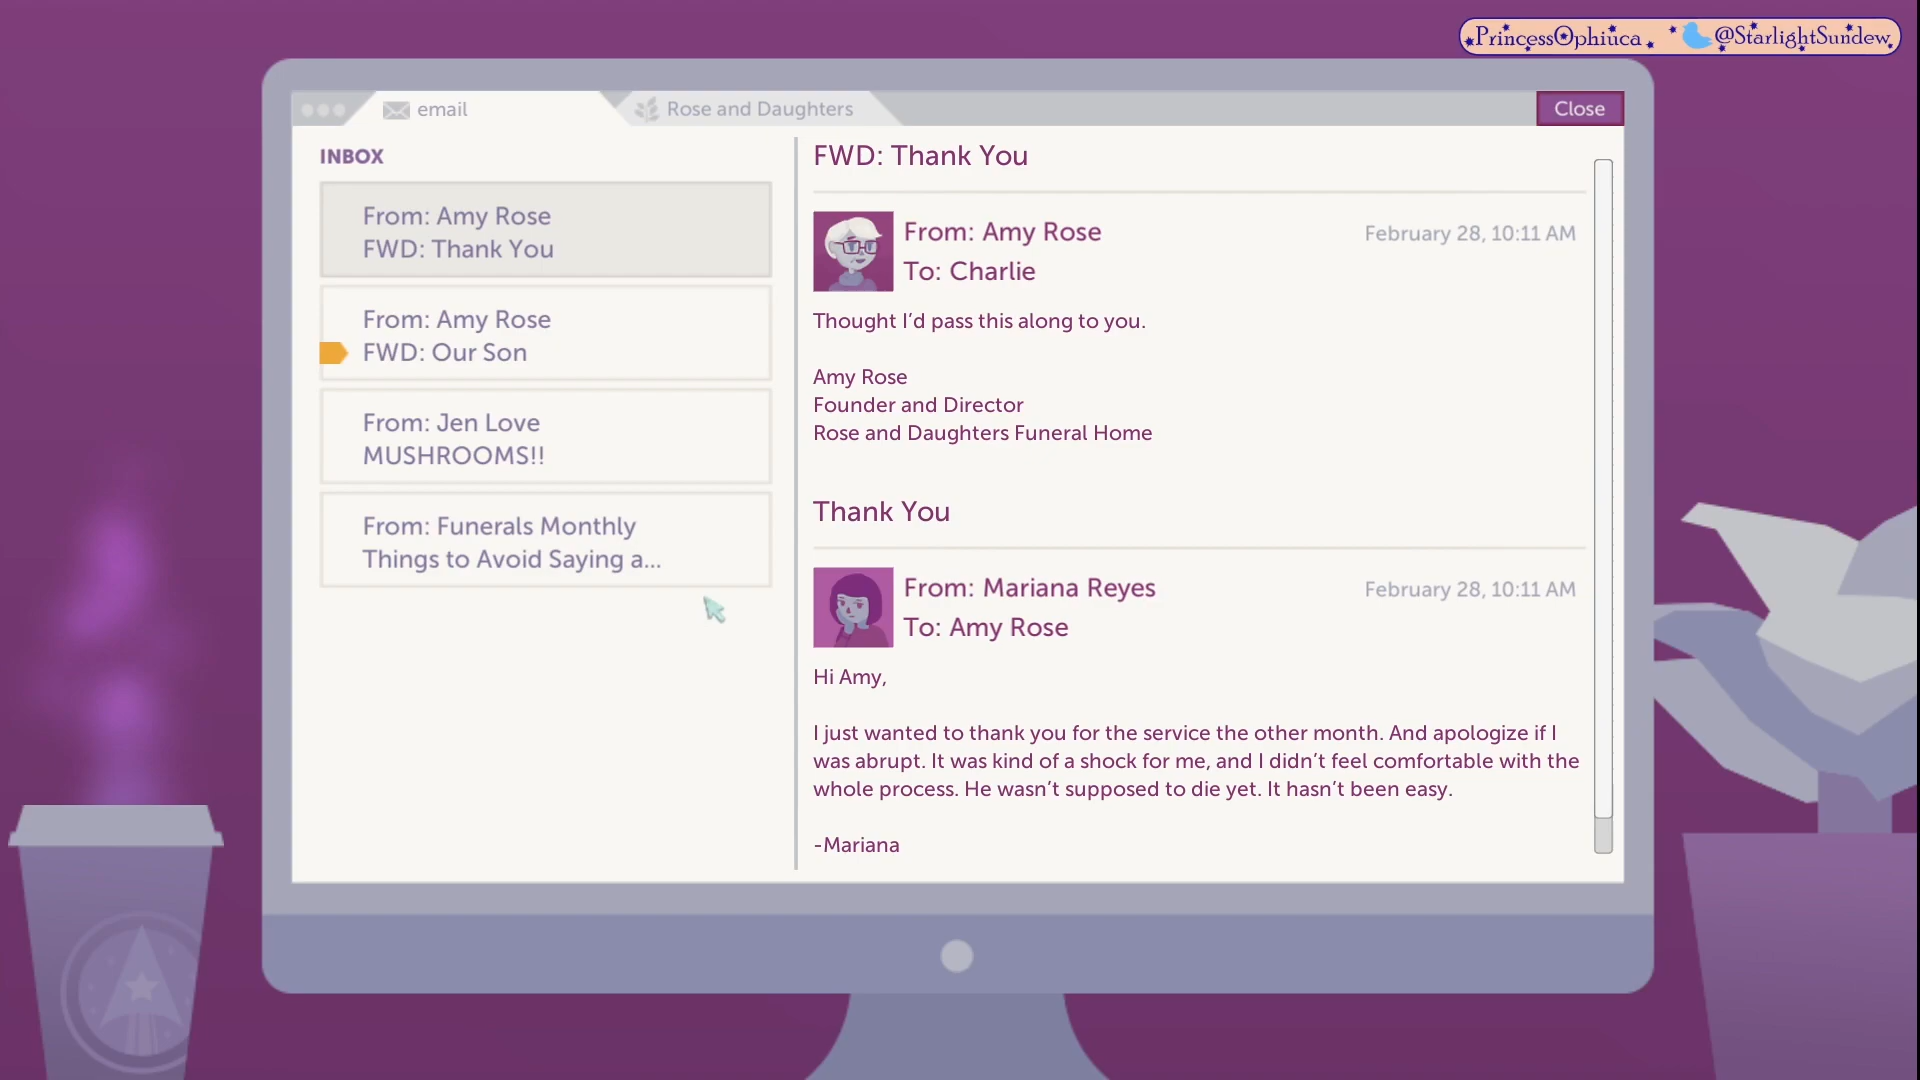 PrincessOphiuca @StarlightSundew
email
Rose and Daughters
Close
INBOX
From: Amy Rose
FWD: Thank You
From: Amy Rose
FWD: Our Son
From: Jen Love
MUSHROOMS!!
From: Funerals Monthly
Things to Avoid Saying a...
FWD: Thank You
From: Amy Rose
February 28, 10:11 AM
To: Charlie
Thought I’d pass this along to you.
Amy Rose
Founder and Director
Rose and Daughters Funeral Home
Thank You
From: Mariana Reyes
February 28, 10:11 AM
To: Amy Rose
Hi Amy,
I just wanted to thank you for the service the other month. And apologize if I
was abrupt. It was kind of a shock for me, and I didn’t feel comfortable with the
whole process. He wasn’t supposed to die yet. It hasn’t been easy.
-Mariana